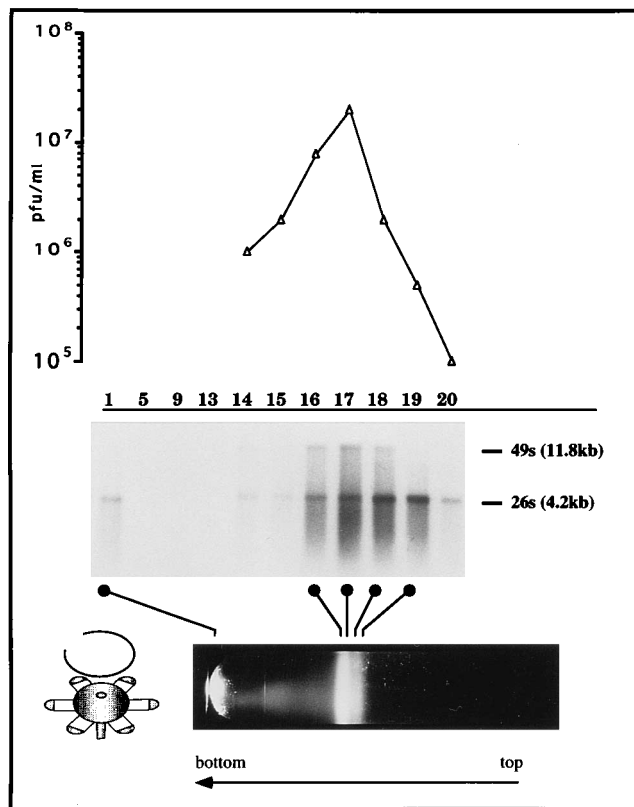 10⁸
10⁷
pfu/ml
10⁶
10⁵
1 5 9 13 14 15 16 17 18 19 20
49s (11.8kb)
26s (4.2kb)
bottom top